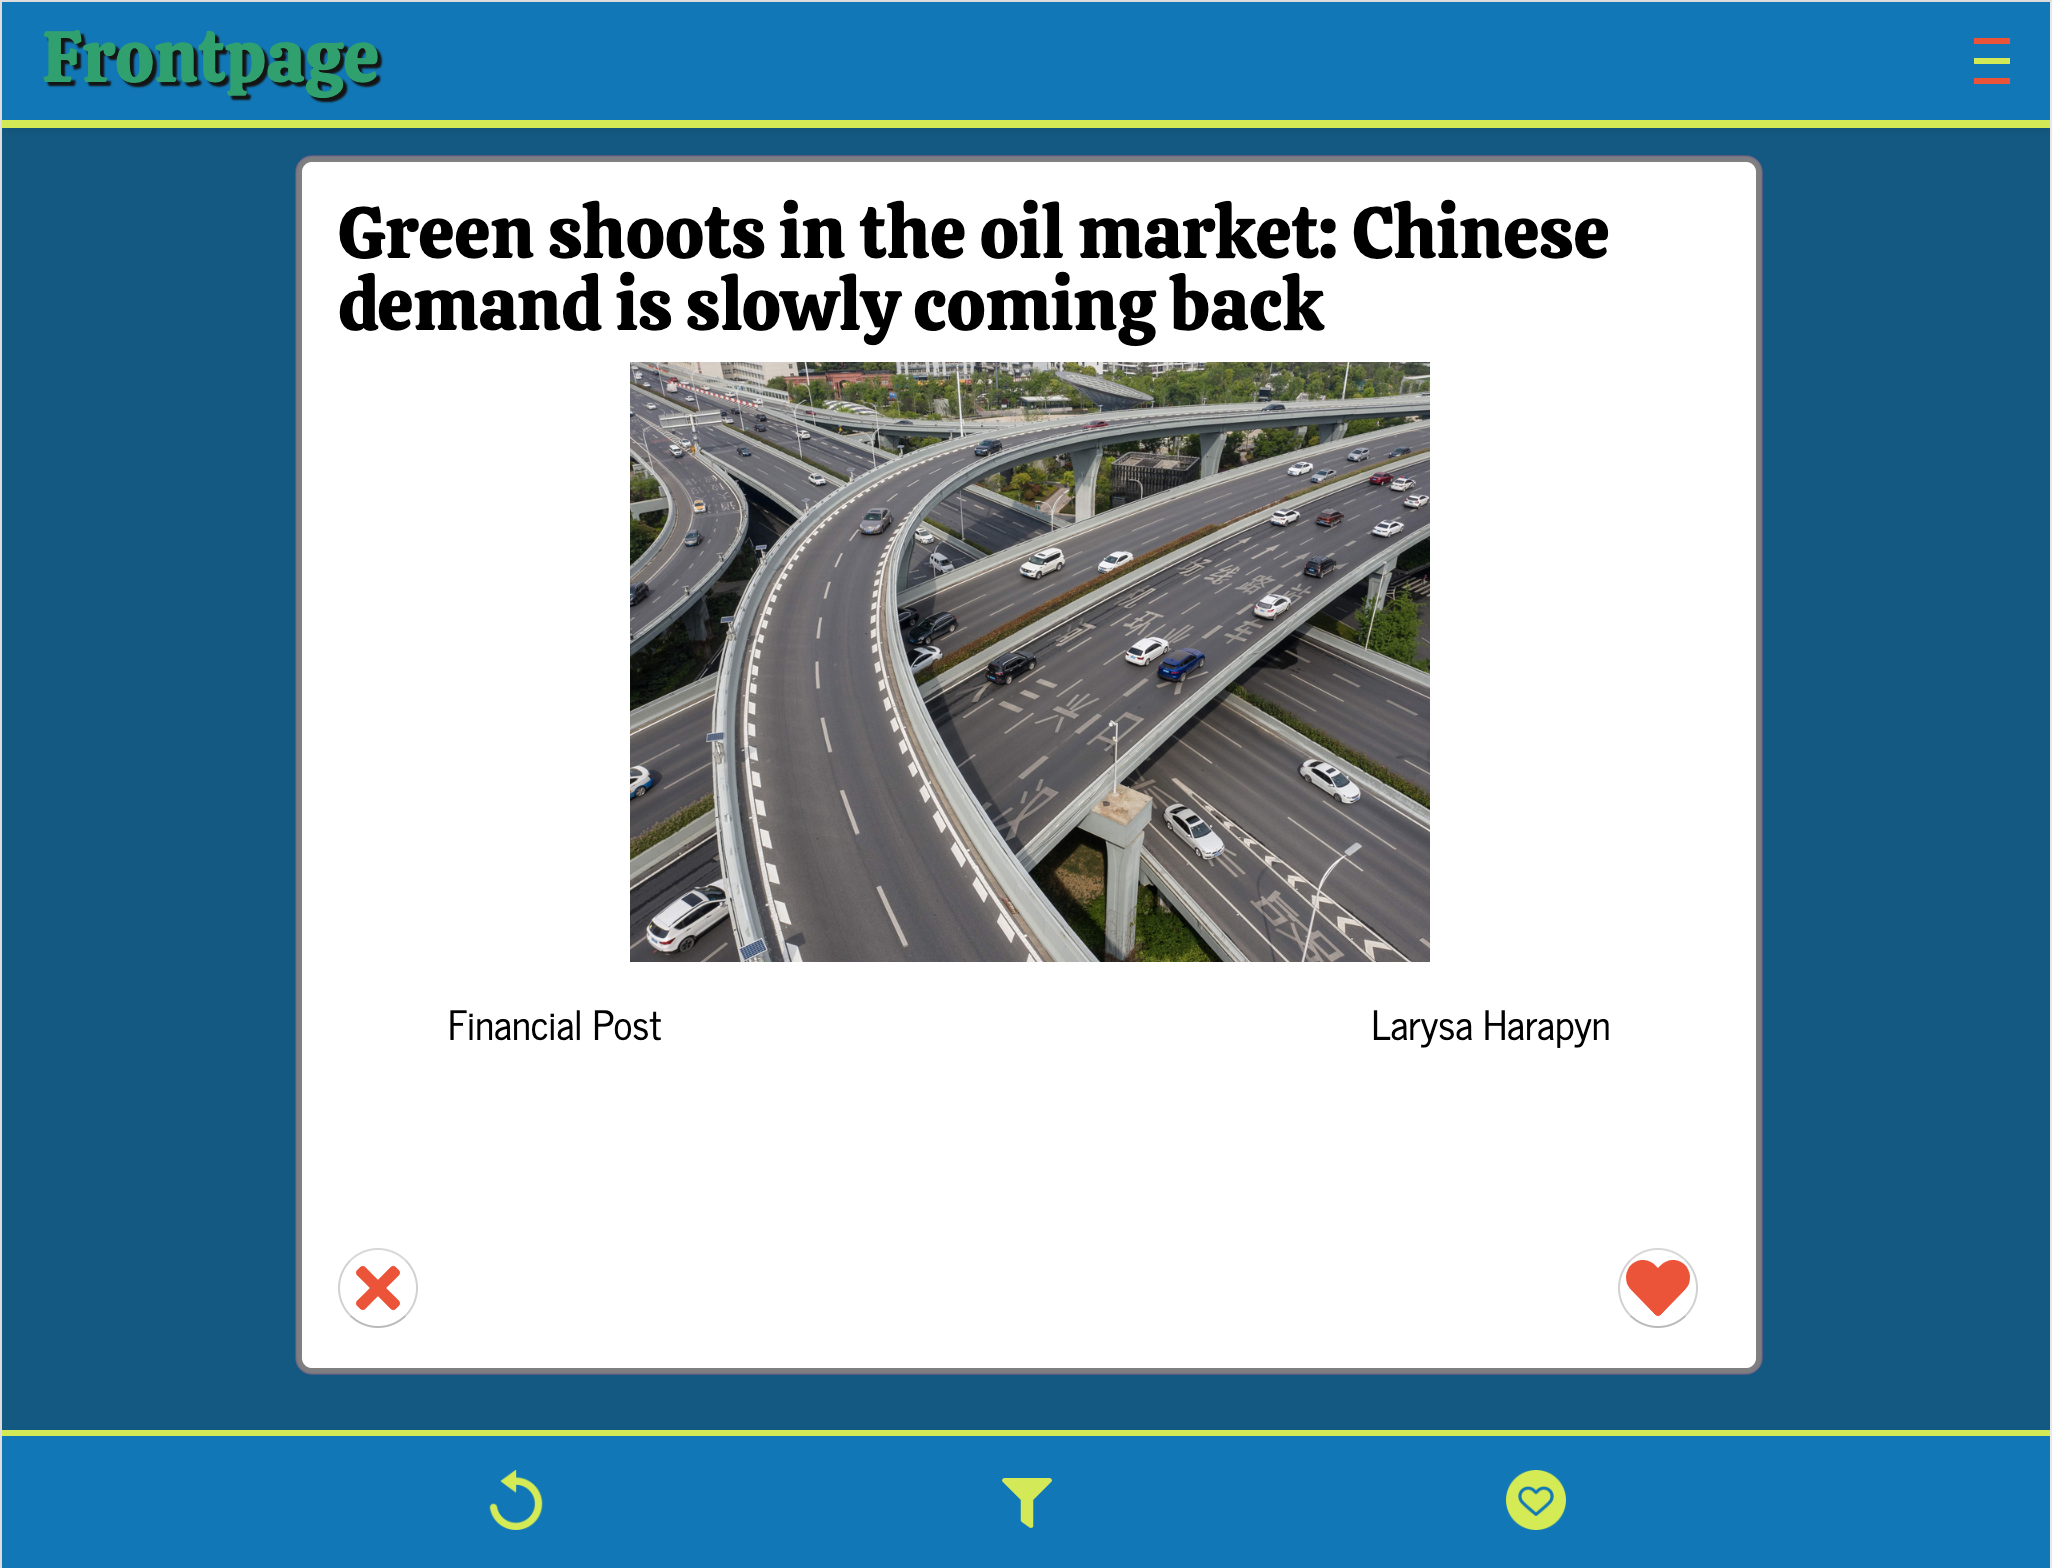 Frontpage
Green shoots in the oil market: Chinese
demand is slowly coming back
Financial Post
Larysa Harapyn